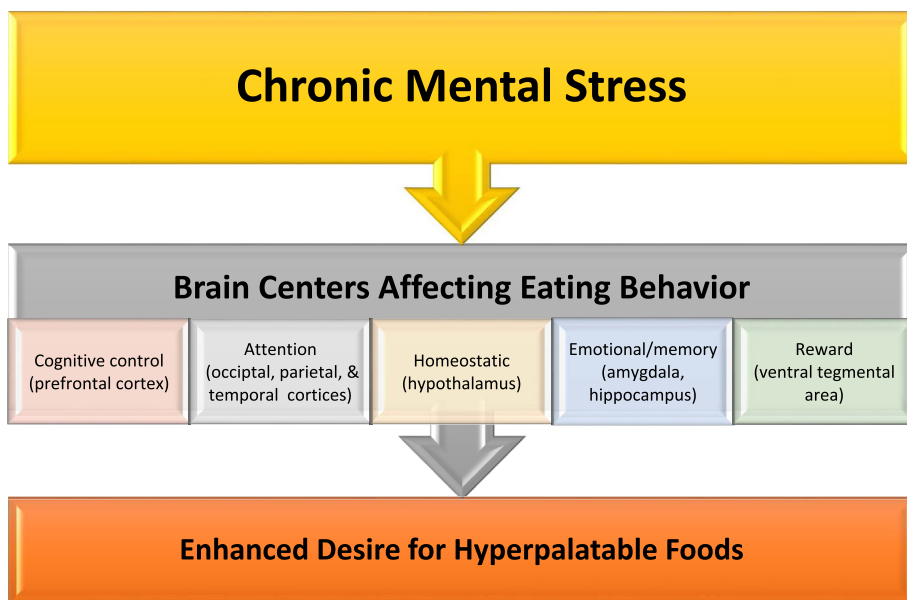 Chronic Mental Stress
Brain Centers Affecting Eating Behavior
Cognitive control
(prefrontal cortex)
Attention
(occiptal, parietal, &
temporal cortices)
Homeostatic
(hypothalamus)
Emotional/memory
(amygdala,
hippocampus)
Reward
(ventral tegmental
area)
Enhanced Desire for Hyperpalatable Foods